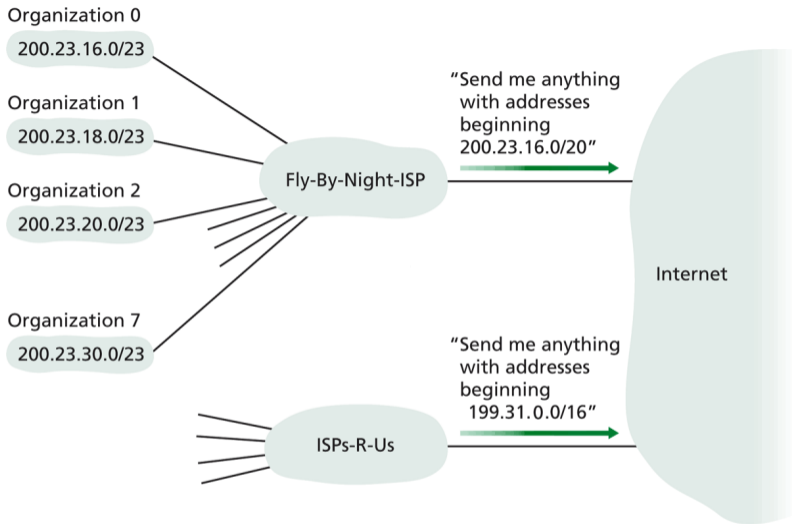 Organization 0
200.23.16.0/23
Organization 1
200.23.18.0/23
Organization 2
200.23.20.0/23
Organization 7
200.23.30.0/23
Fly-By-Night-ISP
“Send me anything
with addresses
beginning
200.23.16.0/20”
ISPs-R-Us
“Send me anything
with addresses
beginning
199.31.0.0/16”
Internet